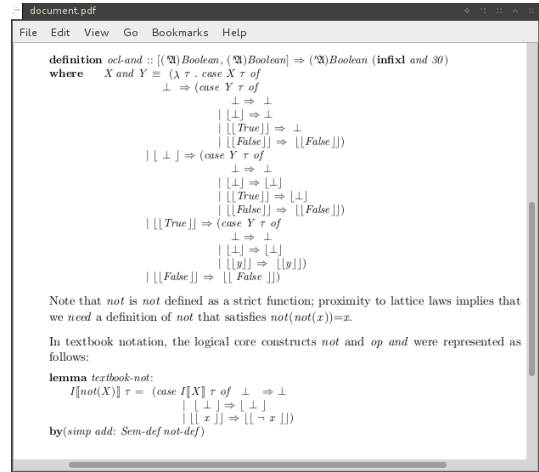 document.pdf
File Edit View Go Bookmarks Help
definition ocl-and :: [(𝔄)Boolean, (𝔄)Boolean] ⇒ (𝔄)Boolean (infixl and 30)
where X and Y ≡ (λ τ . case X τ of
⊥ ⇒ (case Y τ of
⊥ ⇒ ⊥
| ⌊⊥⌋ ⇒ ⊥
| ⌊⌊True⌋⌋ ⇒ ⊥
| ⌊⌊False⌋⌋ ⇒ ⌊⌊False⌋⌋)
| ⌊ ⊥ ⌋ ⇒ (case Y τ of
⊥ ⇒ ⊥
| ⌊⊥⌋ ⇒ ⌊⊥⌋
| ⌊⌊True⌋⌋ ⇒ ⌊⊥⌋
| ⌊⌊False⌋⌋ ⇒ ⌊⌊False⌋⌋)
| ⌊⌊True⌋⌋ ⇒ (case Y τ of
⊥ ⇒ ⊥
| ⌊⊥⌋ ⇒ ⌊⊥⌋
| ⌊⌊y⌋⌋ ⇒ ⌊⌊y⌋⌋)
| ⌊⌊False⌋⌋ ⇒ ⌊⌊ False ⌋⌋)
Note that not is not defined as a strict function; proximity to lattice laws implies that
we need a definition of not that satisfies not(not(x))=x.
In textbook notation, the logical core constructs not and op and were represented as
follows:
lemma textbook-not:
I⟦not(X)⟧ τ = (case I⟦X⟧ τ of ⊥ ⇒ ⊥
| ⌊ ⊥ ⌋ ⇒ ⌊ ⊥ ⌋
| ⌊⌊ x ⌋⌋ ⇒ ⌊⌊ ¬ x ⌋⌋)
by(simp add: Sem-def not-def)